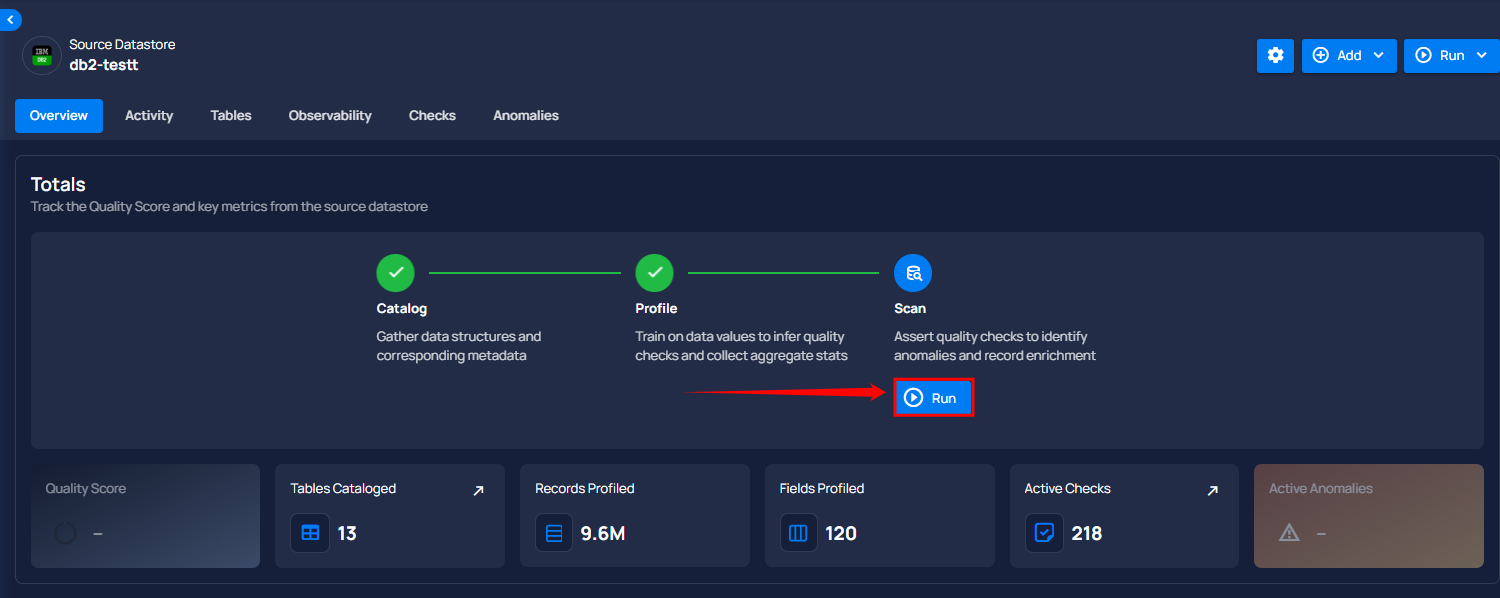 Source Datastore
IBM
DB2
db2-testt
Add
Run
Overview
Activity
Tables
Observability
Checks
Anomalies
Totals
Track the Quality Score and key metrics from the source datastore
Catalog
Gather data structures and
corresponding metadata
Profile
Train on data values to infer quality
checks and collect aggregate stats
Scan
Assert quality checks to identify
anomalies and record enrichment
Run
Quality Score
–
Tables Cataloged
13
Records Profiled
9.6M
Fields Profiled
120
Active Checks
218
Active Anomalies
–